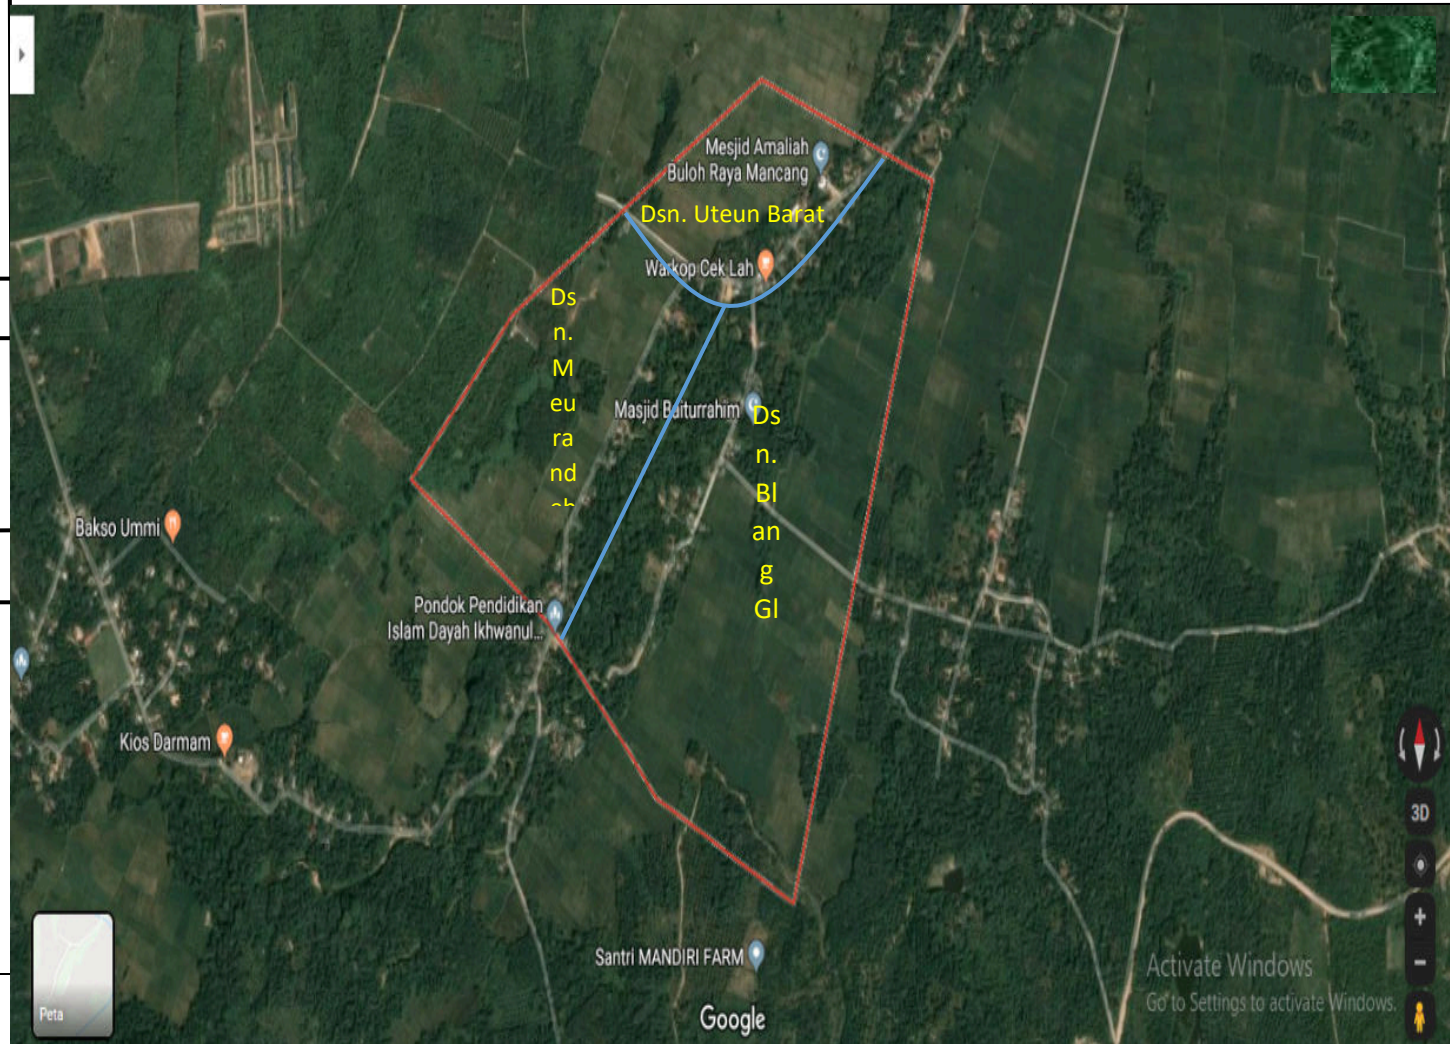 Mesjid Amaliah
Buloh Raya Mancang
Dsn. Uteun Barat
Warkop Cek Lah
Ds
n.
M
eu
ra
nd
eh
Masjid Baiturrahim
Ds
n.
Bl
an
g
Gl
Bakso Ummi
Pondok Pendidikan
Islam Dayah Ikhwanul...
Kios Darmam
3D
Santri MANDIRI FARM
Activate Windows
Go to Settings to activate Windows.
Peta
Google